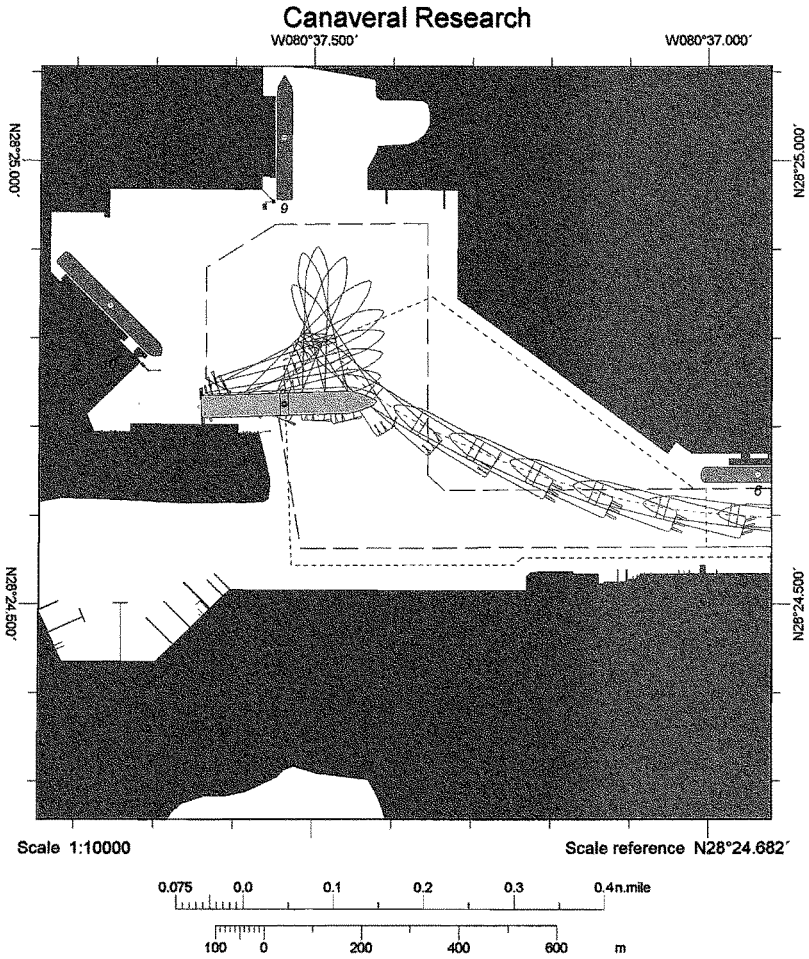 Canaveral Research
W080°37.500′ W080°37.000′
N28°25.000′ N28°25.000′
9
6
N28°24.500′ N28°24.500′
Scale 1:10000 Scale reference N28°24.682′
0.075 0.0 0.1 0.2 0.3 0.4n.mile
100 0 200 400 600 m